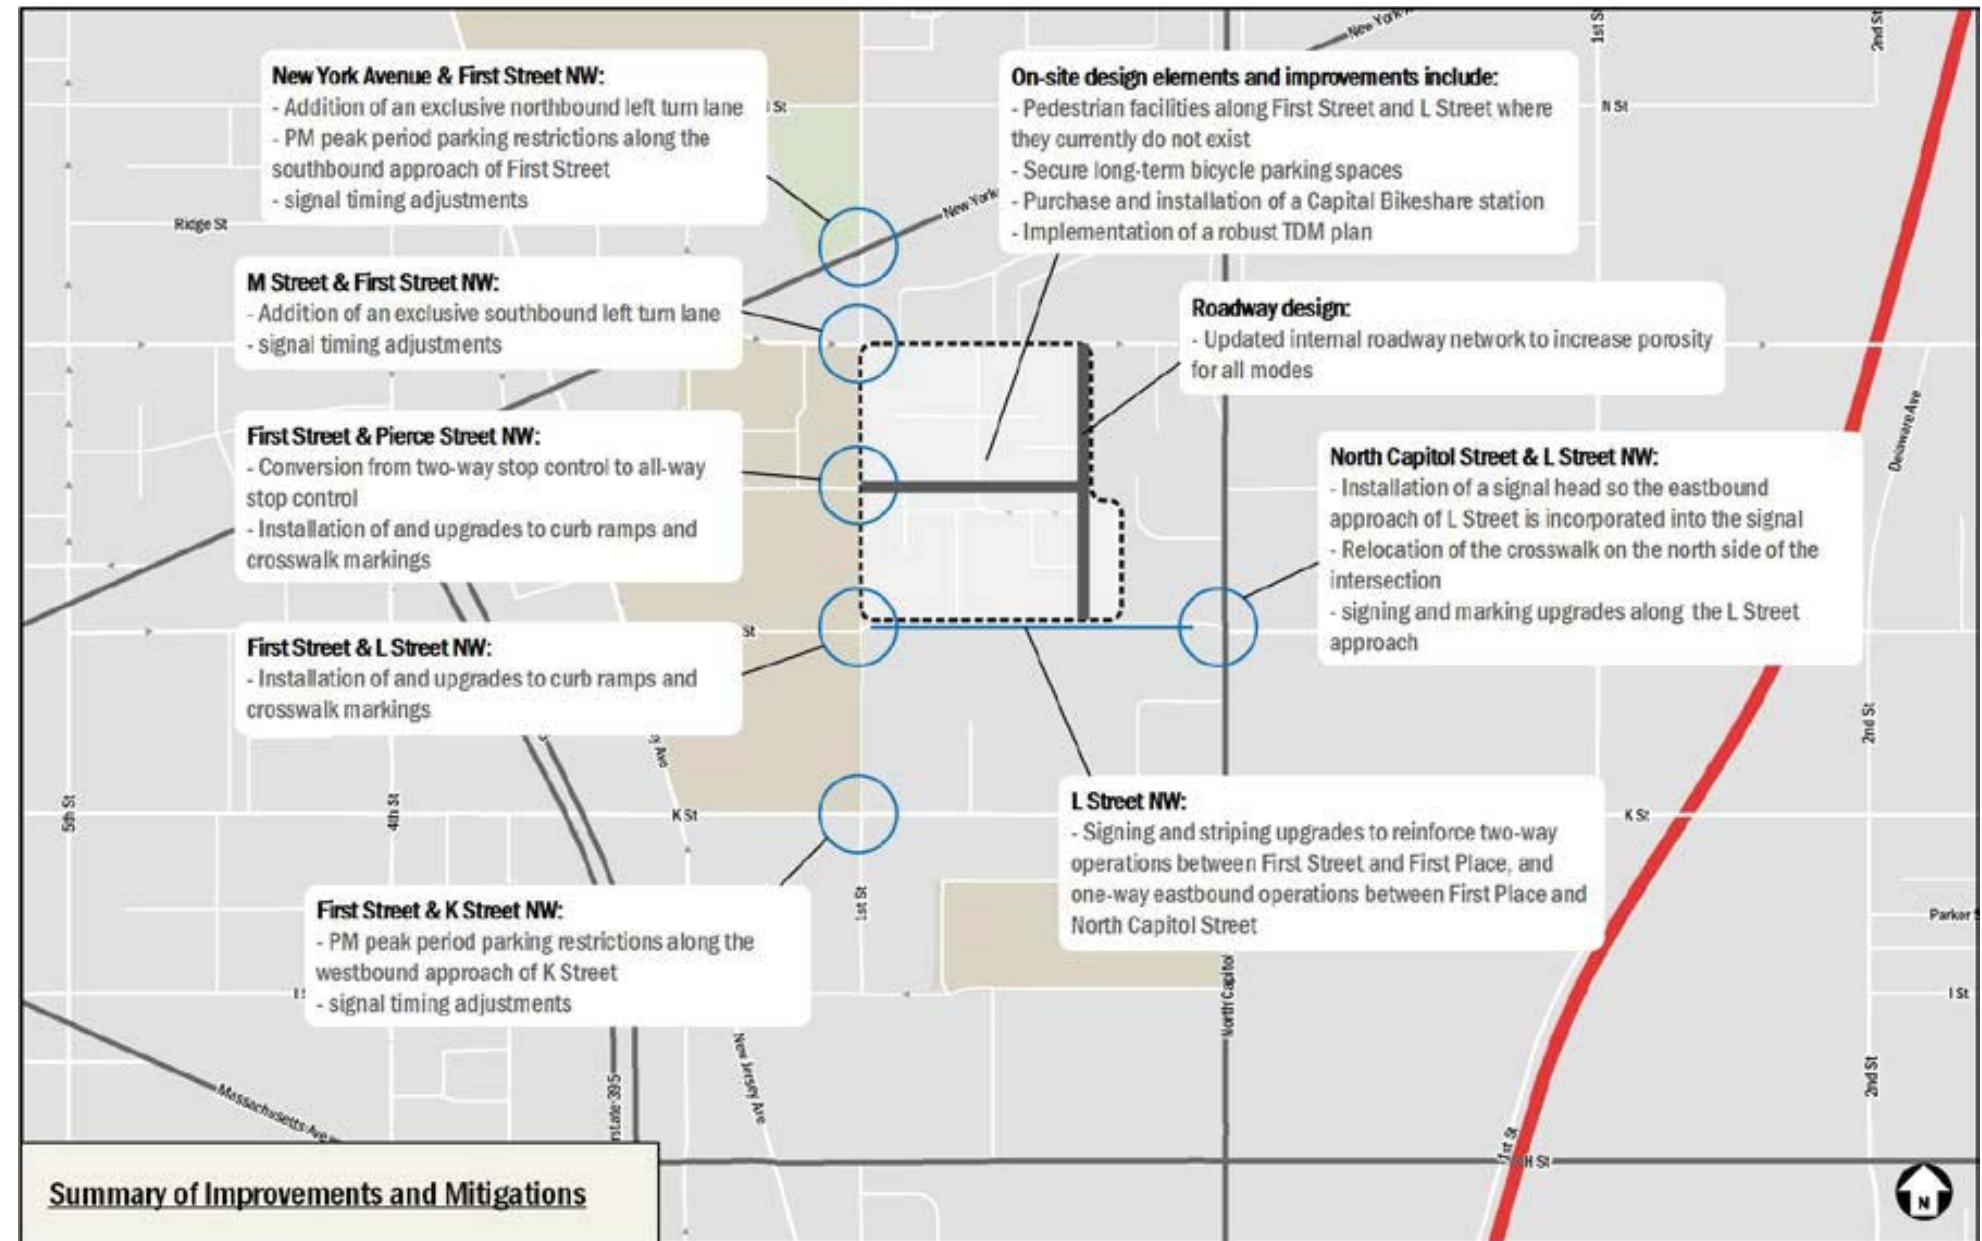 New York Avenue & First Street NW:
- Addition of an exclusive northbound left turn lane
- PM peak period parking restrictions along the
southbound approach of First Street
- signal timing adjustments
On-site design elements and improvements include:
- Pedestrian facilities along First Street and L Street where
they currently do not exist
- Secure long-term bicycle parking spaces
- Purchase and installation of a Capital Bikeshare station
- Implementation of a robust TDM plan
M Street & First Street NW:
- Addition of an exclusive southbound left turn lane
- signal timing adjustments
Roadway design:
- Updated internal roadway network to increase porosity
for all modes
First Street & Pierce Street NW:
- Conversion from two-way stop control to all-way
stop control
- Installation of and upgrades to curb ramps and
crosswalk markings
North Capitol Street & L Street NW:
- Installation of a signal head so the eastbound
approach of L Street is incorporated into the signal
- Relocation of the crosswalk on the north side of the
intersection
- signing and marking upgrades along the L Street
approach
First Street & L Street NW:
- Installation of and upgrades to curb ramps and
crosswalk markings
L Street NW:
- Signing and striping upgrades to reinforce two-way
operations between First Street and First Place, and
one-way eastbound operations between First Place and
North Capitol Street
First Street & K Street NW:
- PM peak period parking restrictions along the
westbound approach of K Street
- signal timing adjustments
New York
1st St
2nd St
St
N St
Ridge St
New York
Delaware Ave
St
Ave
5th St
4th St
K St
1st St
K St
2nd St
Parker
North Capitol
I St
New Jersey Ave
395
Massachusetts Ave
2nd St
1st St
H St
N
Summary of Improvements and Mitigations